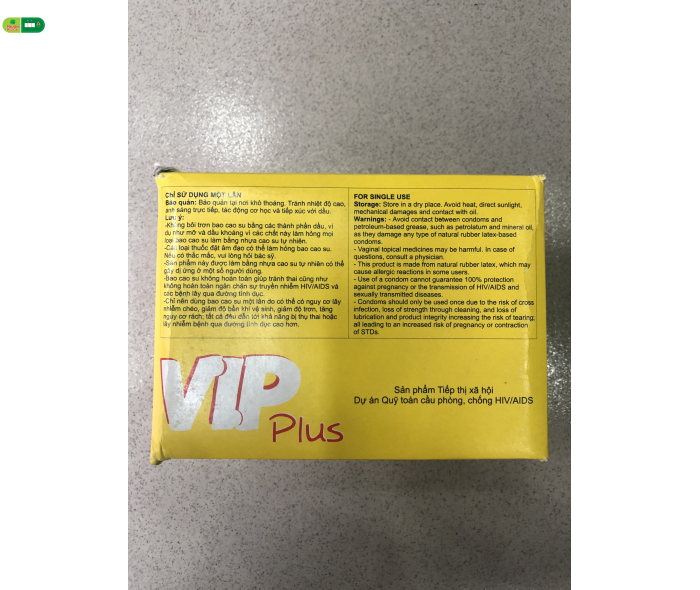 CHỈ SỬ DỤNG MỘT LẦN
Bảo quản: Bảo quản tại nơi khô thoáng. Tránh nhiệt độ cao,
ánh sáng trực tiếp, tác động cơ học và tiếp xúc với dầu.
Lưu ý:
-Không bôi trơn bao cao su bằng các thành phần dầu, ví
dụ như mỡ và dầu khoáng vì các chất này làm hỏng mọi
loại bao cao su làm bằng nhựa cao su tự nhiên.
-Các loại thuốc đặt âm đạo có thể làm hỏng bao cao su.
Nếu có thắc mắc, vui lòng hỏi bác sỹ.
-Sản phẩm này được làm bằng nhựa cao su tự nhiên có thể
gây dị ứng ở một số người dùng.
-Bao cao su không hoàn toàn giúp tránh thai cũng như
không hoàn toàn ngăn chặn sự truyền nhiễm HIV/AIDS và
các bệnh lây qua đường tình dục.
-Chỉ nên dùng bao cao su một lần do có thể có nguy cơ lây
nhiễm chéo, giảm độ bền khi vệ sinh, giảm độ trơn, tăng
nguy cơ rách; tất cả đều dẫn tới khả năng bị thụ thai hoặc
lây nhiễm bệnh qua đường tình dục cao hơn.
FOR SINGLE USE
Storage: Store in a dry place. Avoid heat, direct sunlight,
mechanical damages and contact with oil.
Warnings: - Avoid contact between condoms and
petroleum-based grease, such as petrolatum and mineral oil,
as they damage any type of natural rubber latex-based
condoms.
- Vaginal topical medicines may be harmful. In case of
questions, consult a physician.
- This product is made from natural rubber latex, which may
cause allergic reactions in some users.
- Use of a condom cannot guarantee 100% protection
against pregnancy or the transmission of HIV/AIDS and
sexually transmitted diseases.
- Condoms should only be used once due to the risk of cross
infection, loss of strength through cleaning, and loss of
lubrication and product integrity increasing the risk of tearing;
all leading to an increased risk of pregnancy or contraction
of STDs.
VIP
Plus
Sản phẩm Tiếp thị xã hội
Dự án Quỹ toàn cầu phòng, chống HIV/AIDS